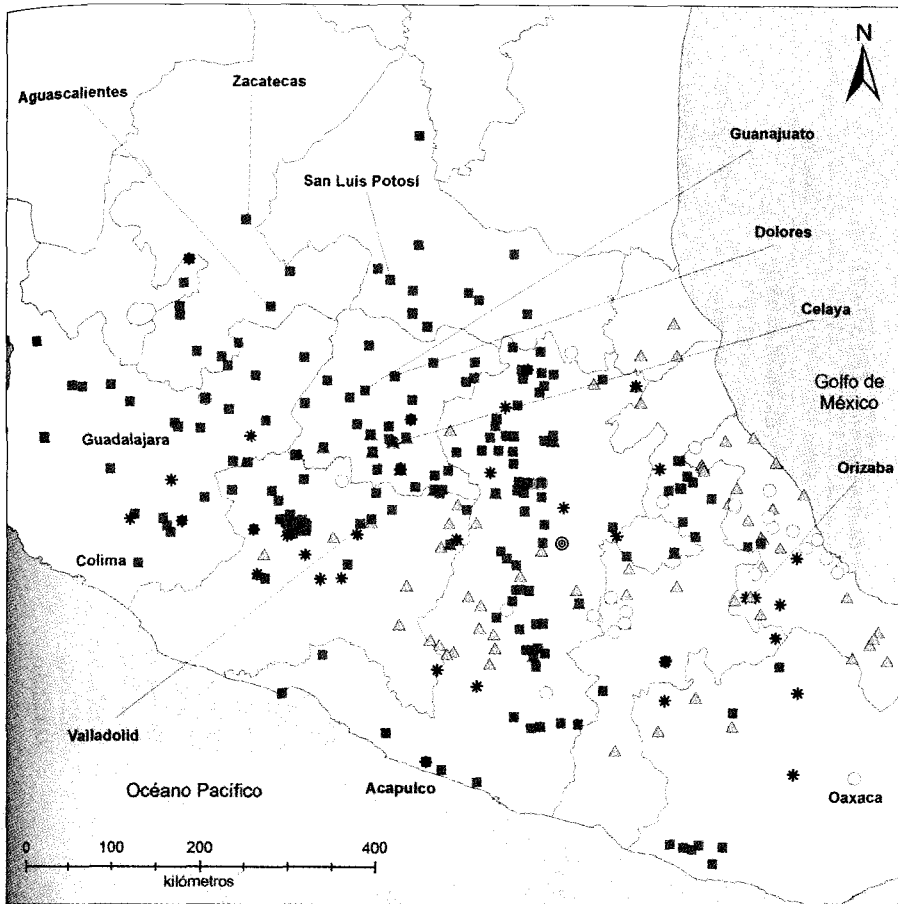 N
Aguascalientes
Zacatecas
Guanajuato
San Luis Potosí
Dolores
Celaya
Golfo de
México
Guadalajara
Orizaba
Colima
Valladolid
Océano Pacífico
Acapulco
Oaxaca
0 100 200 400
kilómetros